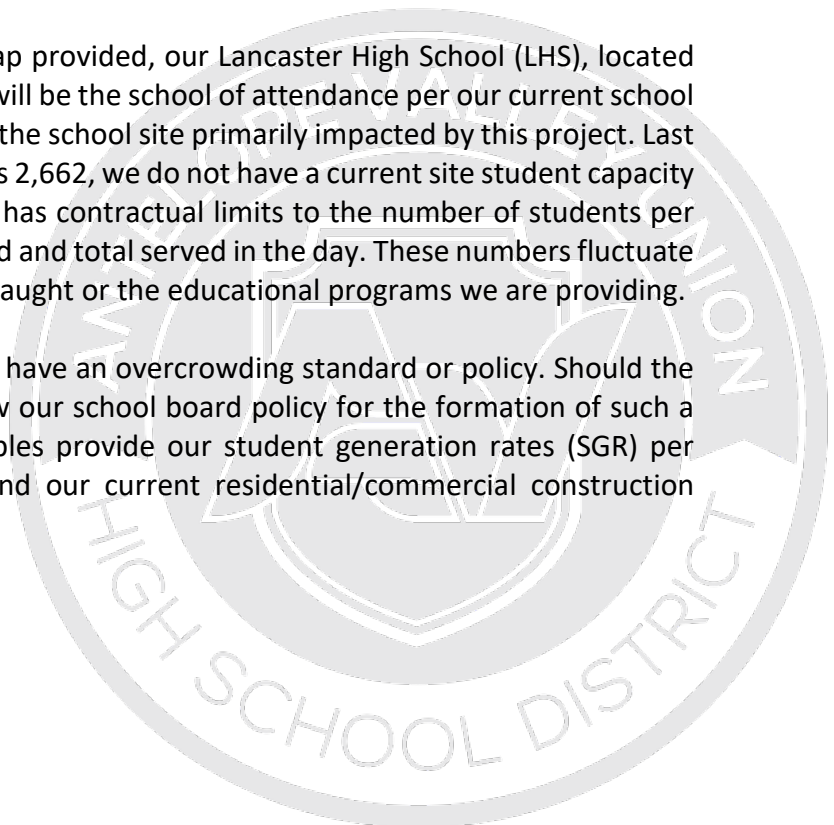 ap provided, our Lancaster High School (LHS), located
will be the school of attendance per our current school
the school site primarily impacted by this project. Last
s 2,662, we do not have a current site student capacity
has contractual limits to the number of students per
d and total served in the day. These numbers fluctuate
aught or the educational programs we are providing.
have an overcrowding standard or policy. Should the
w our school board policy for the formation of such a
bles provide our student generation rates (SGR) per
nd our current residential/commercial construction
ANTELOPE VALLEY UNION
HIGH SCHOOL DISTRICT
AV